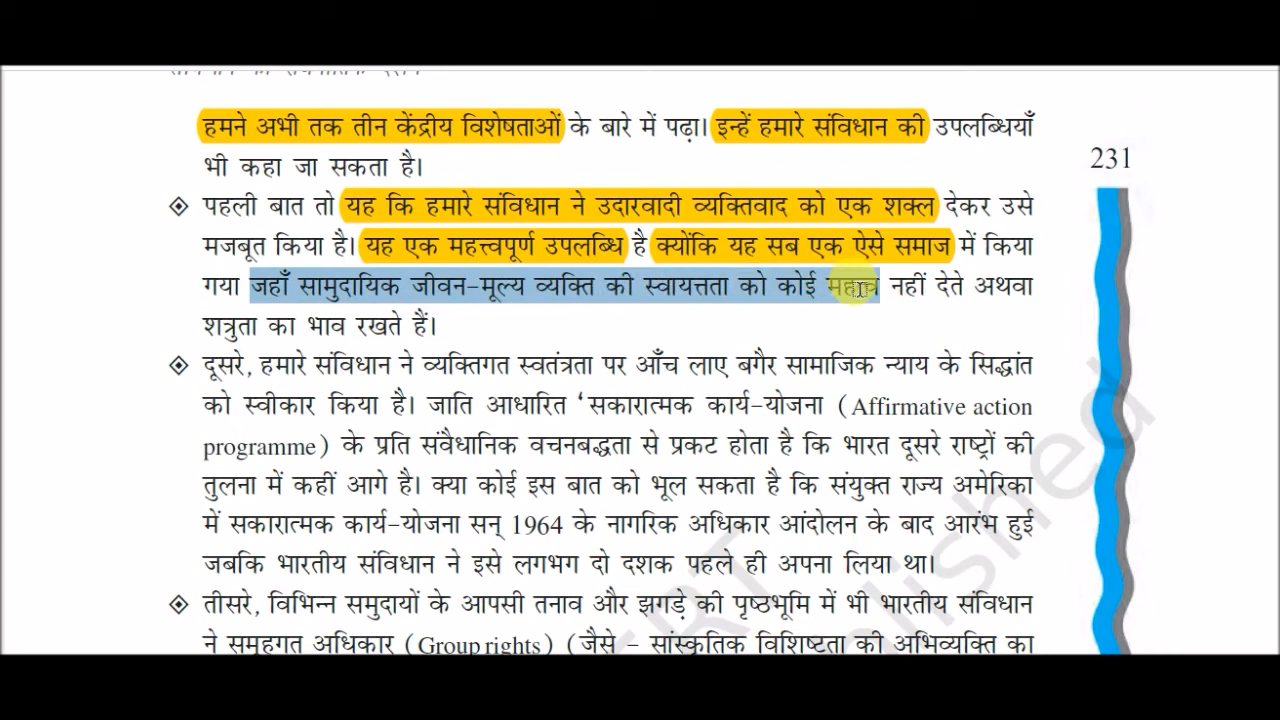 हमने अभी तक तीन केंद्रीय विशेषताओं के बारे में पढ़ा। इन्हें हमारे संविधान की उपलब्धियाँ
भी कहा जा सकता है।
231
❖ पहली बात तो यह कि हमारे संविधान ने उदारवादी व्यक्तिवाद को एक शक्ल देकर उसे
मजबूत किया है। यह एक महत्त्वपूर्ण उपलब्धि है क्योंकि यह सब एक ऐसे समाज में किया
गया जहाँ सामुदायिक जीवन-मूल्य व्यक्ति की स्वायत्तता को कोई महत्त्व नहीं देते अथवा
शत्रुता का भाव रखते हैं।
❖ दूसरे, हमारे संविधान ने व्यक्तिगत स्वतंत्रता पर आँच लाए बगैर सामाजिक न्याय के सिद्धांत
को स्वीकार किया है। जाति आधारित ‘सकारात्मक कार्य-योजना (Affirmative action
programme) के प्रति संवैधानिक वचनबद्धता से प्रकट होता है कि भारत दूसरे राष्ट्रों की
तुलना में कहीं आगे है। क्या कोई इस बात को भूल सकता है कि संयुक्त राज्य अमेरिका
में सकारात्मक कार्य-योजना सन् 1964 के नागरिक अधिकार आंदोलन के बाद आरंभ हुई
जबकि भारतीय संविधान ने इसे लगभग दो दशक पहले ही अपना लिया था।
❖ तीसरे, विभिन्न समुदायों के आपसी तनाव और झगड़े की पृष्ठभूमि में भी भारतीय संविधान
ने समूहगत अधिकार (Group rights) (जैसे - सांस्कृतिक विशिष्टता की अभिव्यक्ति का